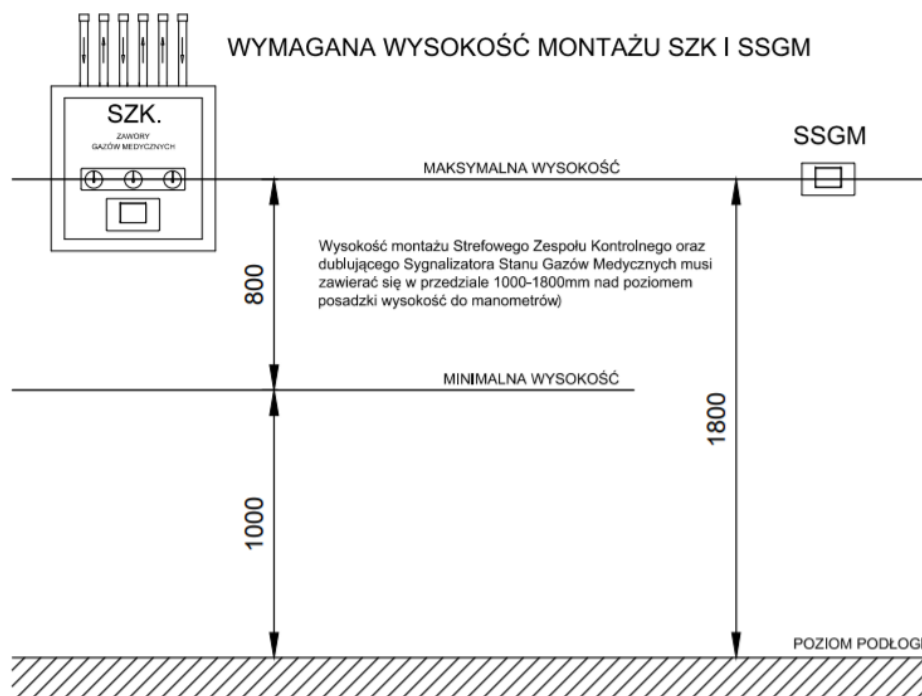 WYMAGANA WYSOKOŚĆ MONTAŻU SZK I SSGM
SZK.
ZAWORY
GAZÓW MEDYCZNYCH
SSGM
MAKSYMALNA WYSOKOŚĆ
Wysokość montażu Strefowego Zespołu Kontrolnego oraz
dublującego Sygnalizatora Stanu Gazów Medycznych musi
zawierać się w przedziale 1000-1800mm nad poziomem
posadzki wysokość do manometrów)
800
MINIMALNA WYSOKOŚĆ
1800
1000
POZIOM PODŁOGI